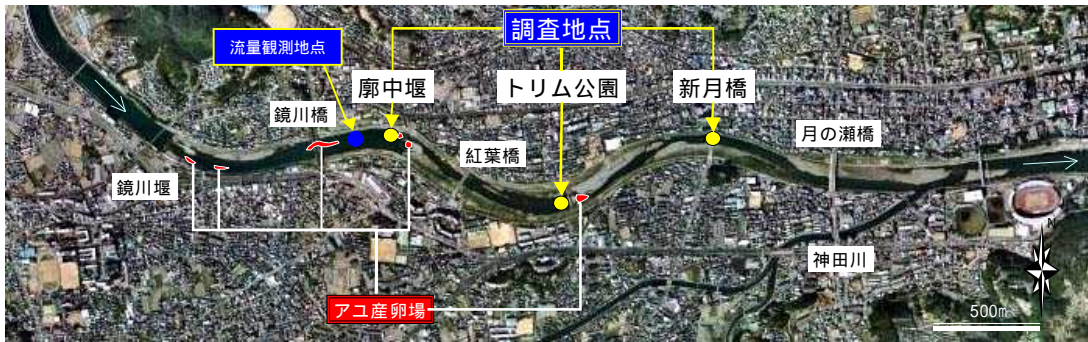 調査地点
流量観測地点
廓中堰
トリム公園
新月橋
鏡川橋
月の瀬橋
紅葉橋
鏡川堰
神田川
アユ産卵場
N
500m